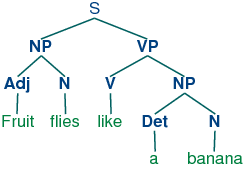 S
NP VP
Adj N V NP
Fruit flies like Det N
a banana